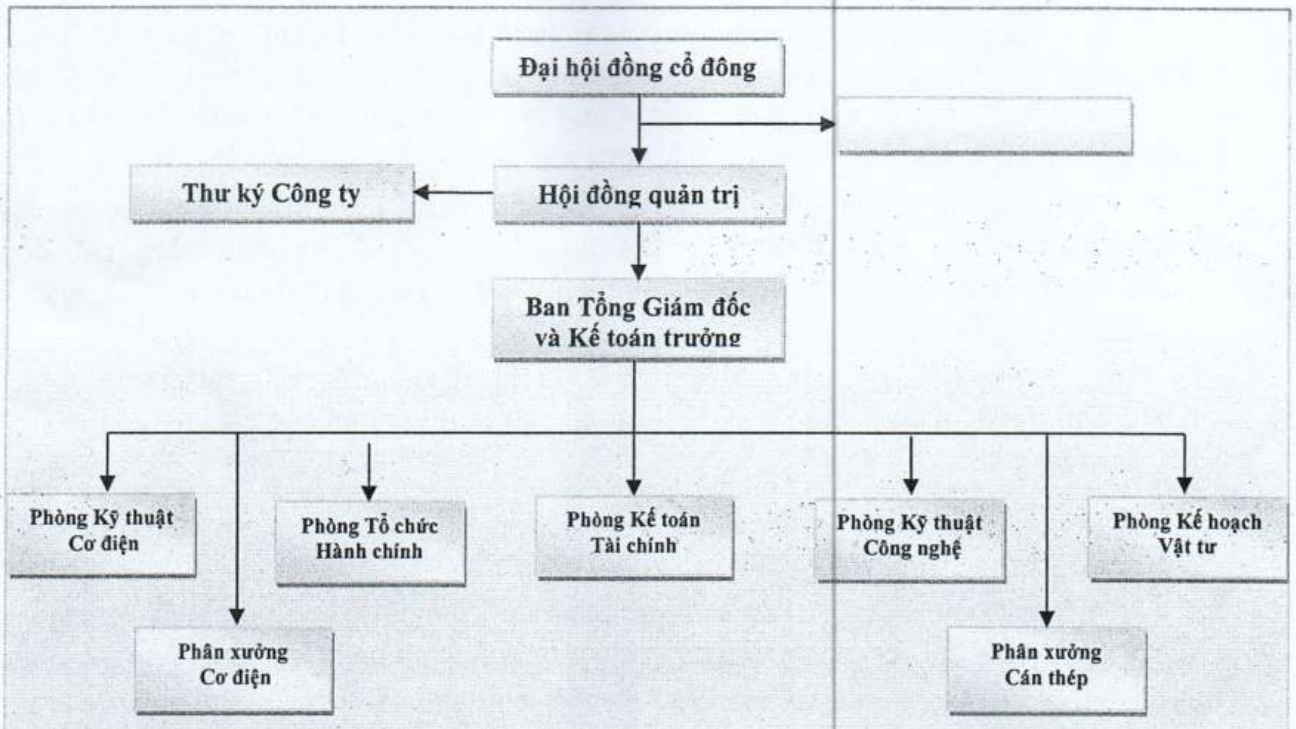 Đại hội đồng cổ đông
Thư ký Công ty
Hội đồng quản trị
Ban Tổng Giám đốc
và Kế toán trưởng
Phòng Kỹ thuật
Cơ điện
Phòng Tổ chức
Hành chính
Phòng Kế toán
Tài chính
Phòng Kỹ thuật
Công nghệ
Phòng Kế hoạch
Vật tư
Phân xưởng
Cơ điện
Phân xưởng
Cán thép